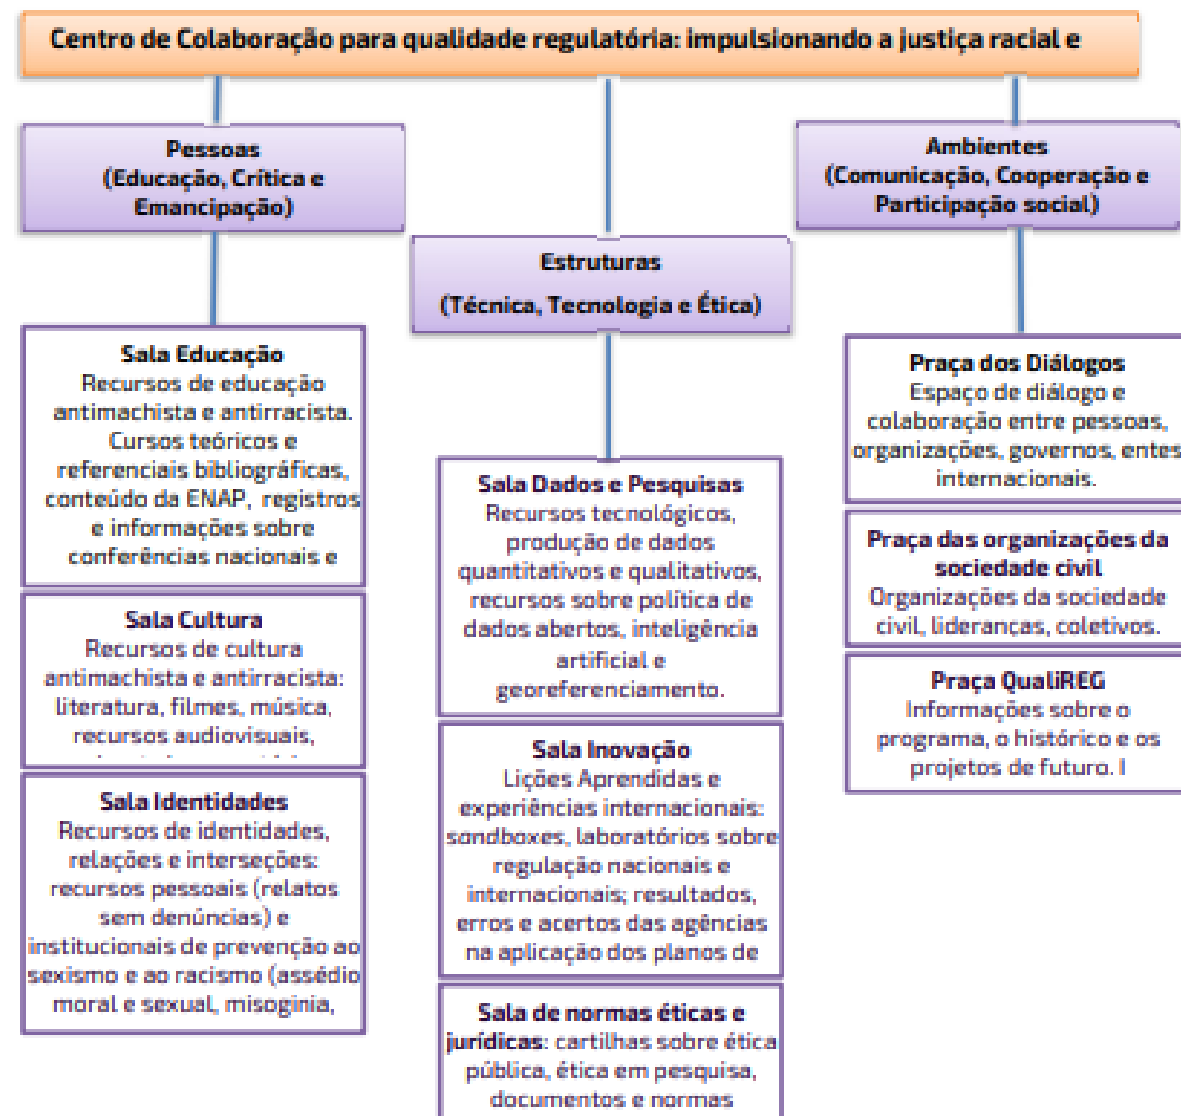 Centro de Colaboração para qualidade regulatória: impulsionando a justiça racial e
Pessoas
(Educação, Crítica e
Emancipação)
Sala Educação
Recursos de educação
antimachista e antirracista.
Cursos teóricos e
referenciais bibliográficas,
conteúdo da ENAP, registros
e informações sobre
conferências nacionais e
Sala Cultura
Recursos de cultura
antimachista e antirracista:
literatura, filmes, música,
recursos audiovisuais,
Sala Identidades
Recursos de identidades,
relações e interseções:
recursos pessoais (relatos
sem denúncias) e
institucionais de prevenção ao
sexismo e ao racismo (assédio
moral e sexual, misoginia,
Estruturas
(Técnica, Tecnologia e Ética)
Sala Dados e Pesquisas
Recursos tecnológicos,
produção de dados
quantitativos e qualitativos,
recursos sobre política de
dados abertos, inteligência
artificial e
georeferenciamento.
Sala Inovação
Lições Aprendidas e
experiências internacionais:
sandboxes, laboratórios sobre
regulação nacionais e
internacionais; resultados,
erros e acertos das agências
na aplicação dos planos de
Sala de normas éticas e
jurídicas: cartilhas sobre ética
pública, ética em pesquisa,
documentos e normas
Ambientes
(Comunicação, Cooperação e
Participação social)
Praça dos Diálogos
Espaço de diálogo e
colaboração entre pessoas,
organizações, governos, entes
internacionais.
Praça das organizações da
sociedade civil
Organizações da sociedade
civil, lideranças, coletivos.
Praça QualiREG
Informações sobre o
programa, o histórico e os
projetos de futuro. I